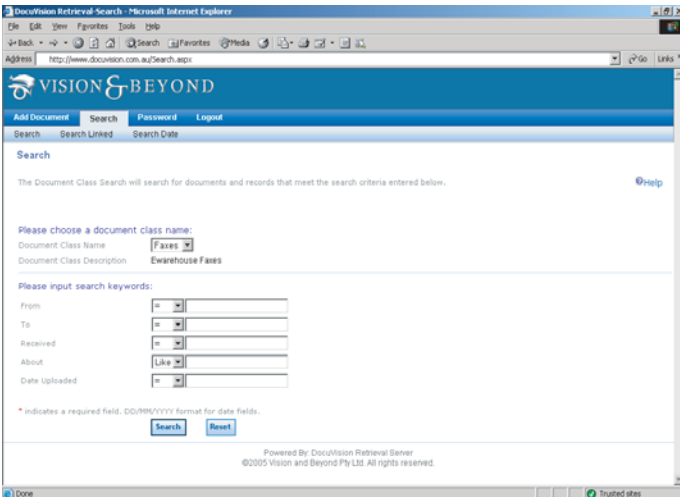 DocuVision Retrieval-Search - Microsoft Internet Explorer
File Edit View Favorites Tools Help
Back Search Favorites Media
Address http://www.docuvision.com.au/Search.aspx Go Links
VISION & BEYOND
Add Document Search Password Logout
Search Search Linked Search Date
Search
The Document Class Search will search for documents and records that meet the search criteria entered below.
Help
Please choose a document class name:
Document Class Name Faxes
Document Class Description Ewarehouse Faxes
Please input search keywords:
From =
To =
Received =
About Like
Date Uploaded =
* indicates a required field. DD/MM/YYYY format for date fields.
Search Reset
Powered By: DocuVision Retrieval Server
©2005 Vision and Beyond Pty Ltd. All rights reserved.
Done Trusted sites